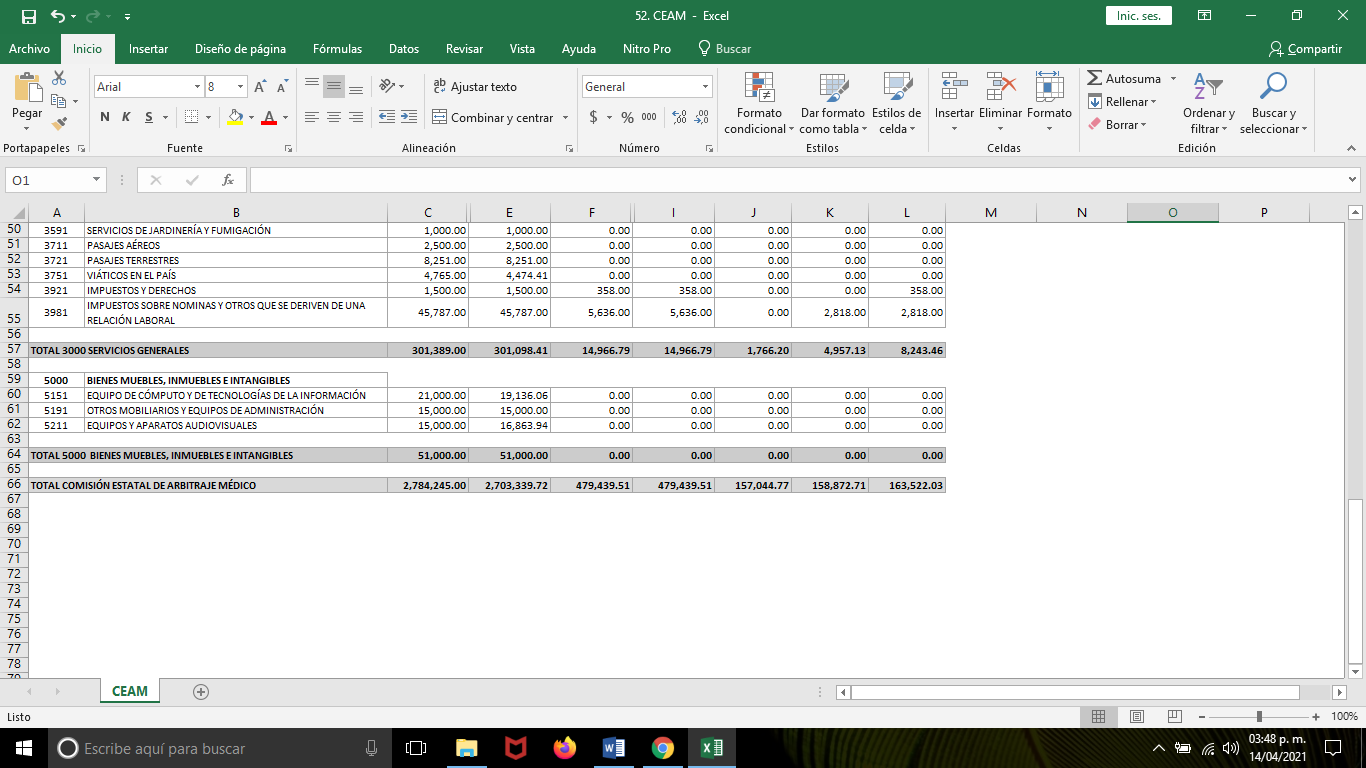 52. CEAM - Excel
Inic. ses.
Archivo Inicio Insertar Diseño de página Fórmulas Datos Revisar Vista Ayuda Nitro Pro Buscar Compartir
Pegar
Portapapeles
Arial 8 A A
N K S A
Fuente
ab Ajustar texto
Combinar y centrar
Alineación
General
$ % 000
Número
Formato condicional
Dar formato como tabla
Estilos de celda
Estilos
Insertar Eliminar Formato
Celdas
Autosuma
Rellenar
Borrar
Ordenar y filtrar
Buscar y seleccionar
Edición
O1 fx
A B C E F I J K L M N O P
50 3591 SERVICIOS DE JARDINERÍA Y FUMIGACIÓN 1,000.00 1,000.00 0.00 0.00 0.00 0.00 0.00
51 3711 PASAJES AÉREOS 2,500.00 2,500.00 0.00 0.00 0.00 0.00 0.00
52 3721 PASAJES TERRESTRES 8,251.00 8,251.00 0.00 0.00 0.00 0.00 0.00
53 3751 VIÁTICOS EN EL PAÍS 4,765.00 4,474.41 0.00 0.00 0.00 0.00 0.00
54 3921 IMPUESTOS Y DERECHOS 1,500.00 1,500.00 358.00 358.00 0.00 0.00 358.00
55 3981 IMPUESTOS SOBRE NOMINAS Y OTROS QUE SE DERIVEN DE UNA
RELACIÓN LABORAL 45,787.00 45,787.00 5,636.00 5,636.00 0.00 2,818.00 2,818.00
56
57 TOTAL 3000 SERVICIOS GENERALES 301,389.00 301,098.41 14,966.79 14,966.79 1,766.20 4,957.13 8,243.46
58
59 5000 BIENES MUEBLES, INMUEBLES E INTANGIBLES
60 5151 EQUIPO DE CÓMPUTO Y DE TECNOLOGÍAS DE LA INFORMACIÓN 21,000.00 19,136.06 0.00 0.00 0.00 0.00 0.00
61 5191 OTROS MOBILIARIOS Y EQUIPOS DE ADMINISTRACIÓN 15,000.00 15,000.00 0.00 0.00 0.00 0.00 0.00
62 5211 EQUIPOS Y APARATOS AUDIOVISUALES 15,000.00 16,863.94 0.00 0.00 0.00 0.00 0.00
63
64 TOTAL 5000 BIENES MUEBLES, INMUEBLES E INTANGIBLES 51,000.00 51,000.00 0.00 0.00 0.00 0.00 0.00
65
66 TOTAL COMISIÓN ESTATAL DE ARBITRAJE MÉDICO 2,784,245.00 2,703,339.72 479,439.51 479,439.51 157,044.77 158,872.71 163,522.03
67
68
69
70
71
72
73
74
75
76
77
78
CEAM
Listo 100%
Escribe aquí para buscar
03:48 p. m.
14/04/2021